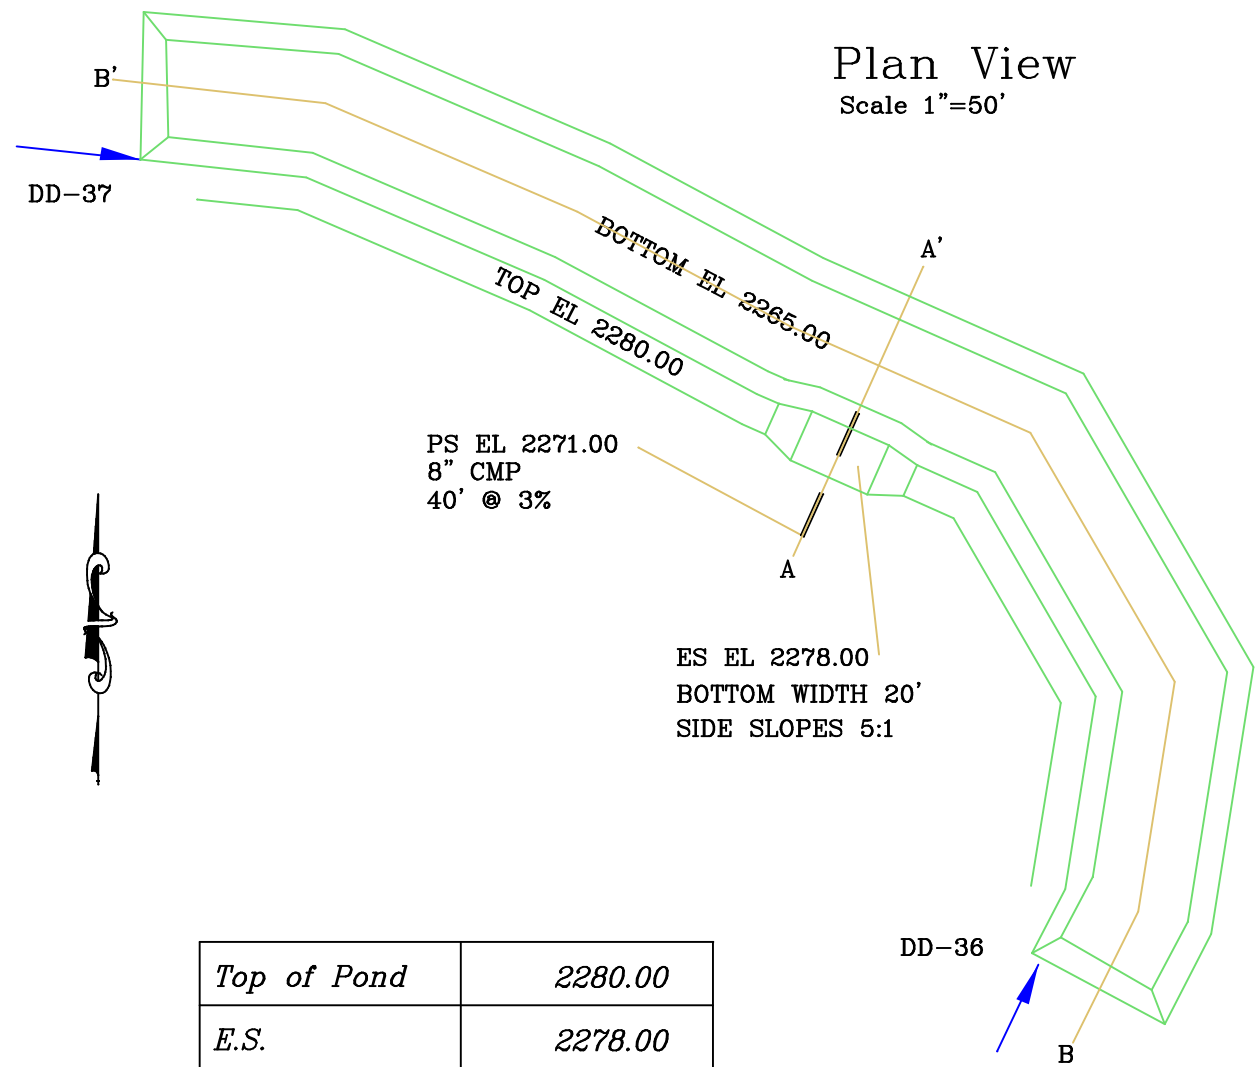 Plan View
Scale 1"=50'
B'
DD-37
A'
BOTTOM EL 2265.00
TOP EL 2280.00
PS EL 2271.00
8" CMP
40' @ 3%
A
ES EL 2278.00
BOTTOM WIDTH 20'
SIDE SLOPES 5:1
DD-36
B
Top of Pond 2280.00
E.S. 2278.00